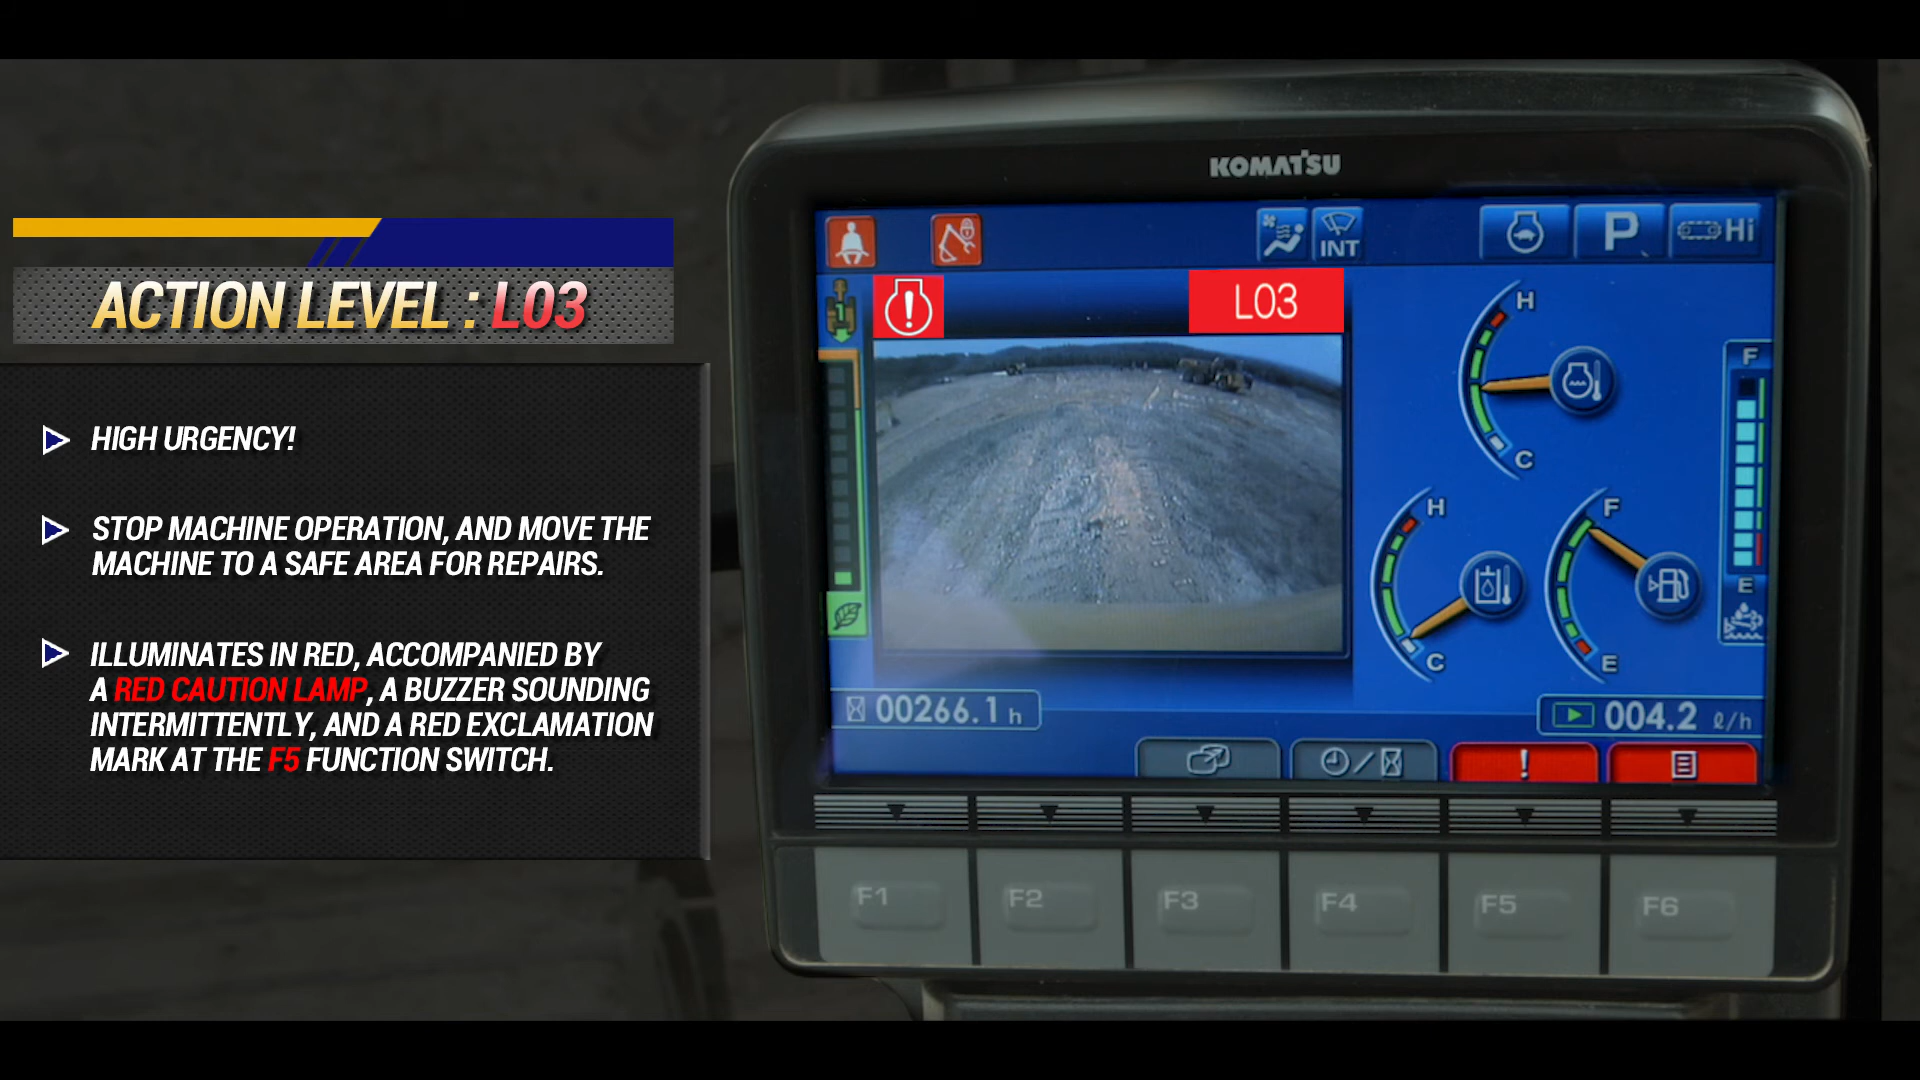 KOMATSU
ACTION LEVEL : L03
HIGH URGENCY!
STOP MACHINE OPERATION, AND MOVE THE
MACHINE TO A SAFE AREA FOR REPAIRS.
ILLUMINATES IN RED, ACCOMPANIED BY
A RED CAUTION LAMP, A BUZZER SOUNDING
INTERMITTENTLY, AND A RED EXCLAMATION
MARK AT THE F5 FUNCTION SWITCH.
INT
P
Hi
1
!
L03
H
C
F
E
H
C
F
E
00266.1 h
004.2 ℓ/h
!
F1
F2
F3
F4
F5
F6